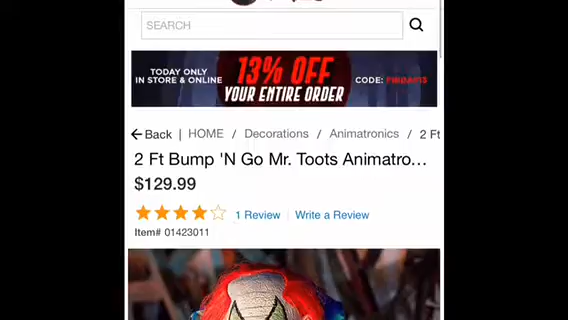 SEARCH
TODAY ONLY
IN STORE & ONLINE
13% OFF
YOUR ENTIRE ORDER
CODE:
Back | HOME / Decorations / Animatronics / 2 Ft
2 Ft Bump 'N Go Mr. Toots Animatro...
$129.99
1 Review | Write a Review
Item# 01423011